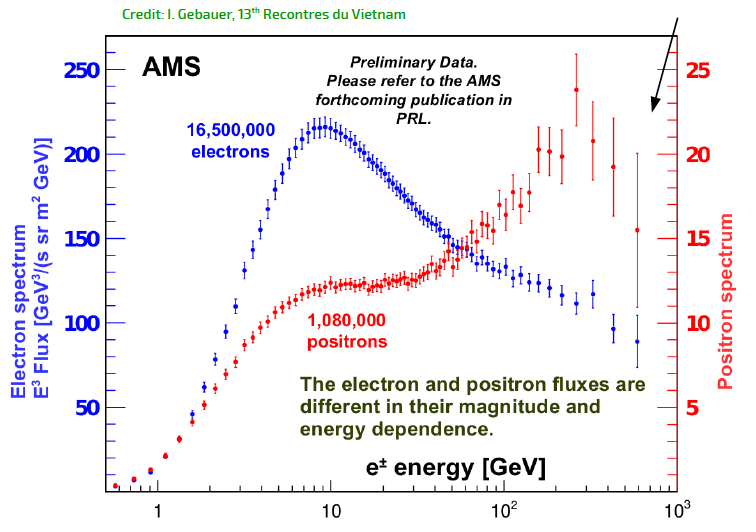 Credit: I. Gebauer, 13th Recontres du Vietnam
AMS
Preliminary Data.
Please refer to the AMS
forthcoming publication in
PRL.
16,500,000
electrons
1,080,000
positrons
The electron and positron fluxes are
different in their magnitude and
energy dependence.
Electron spectrum
E³ Flux [GeV³/(s sr m² GeV)]
250
200
150
100
50
25
20
15
10
5
Positron spectrum
e± energy [GeV]
1
10
10²
10³